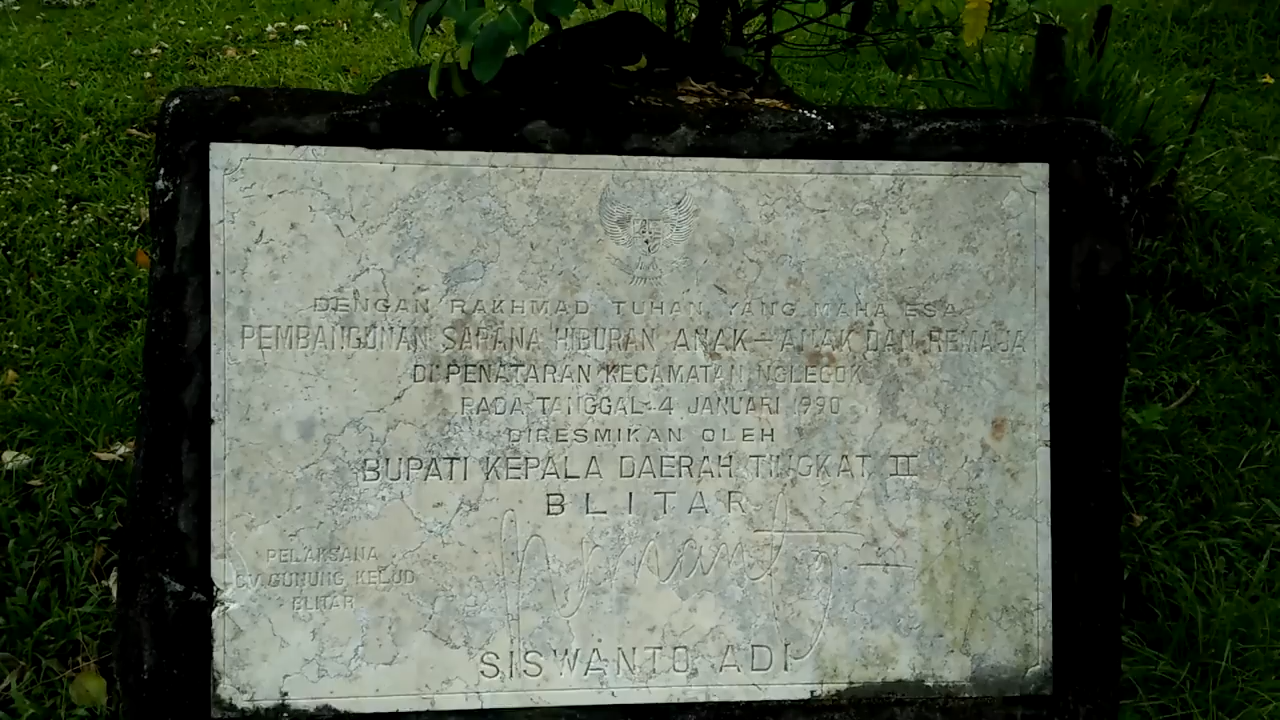 DENGAN RAKHMAD TUHAN YANG MAHA ESA
PEMBANGUNAN SARANA HIBURAN ANAK-ANAK DAN REMAJA
DI PENATARAN KECAMATAN NGLEGOK
PADA TANGGAL 4 JANUARI 1990
DIRESMIKAN OLEH
BUPATI KEPALA DAERAH TINGKAT II
BLITAR
PELAKSANA
C.V. GUNUNG KELUD
BLITAR
SISWANTO ADI